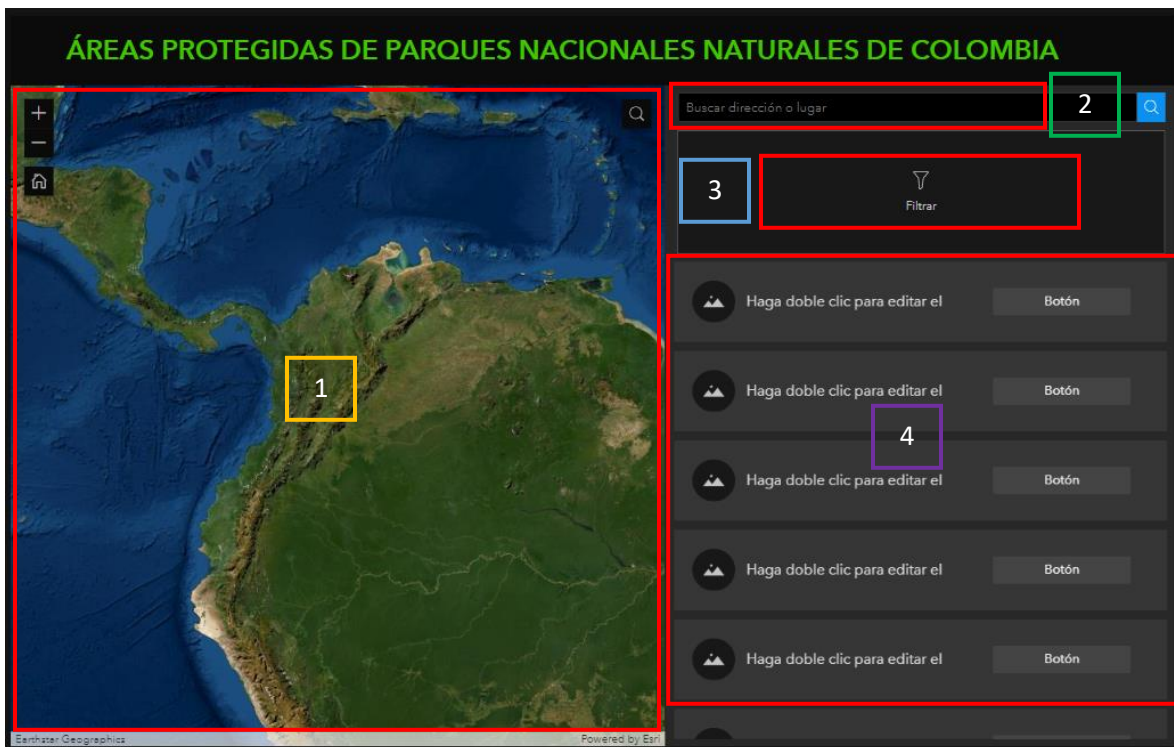 ÁREAS PROTEGIDAS DE PARQUES NACIONALES NATURALES DE COLOMBIA
Buscar dirección o lugar
2
3
Filtrar
Haga doble clic para editar el
Botón
1
Haga doble clic para editar el
Botón
4
Haga doble clic para editar el
Botón
Haga doble clic para editar el
Botón
Haga doble clic para editar el
Botón
Earthstar Geographics
Powered by Esri